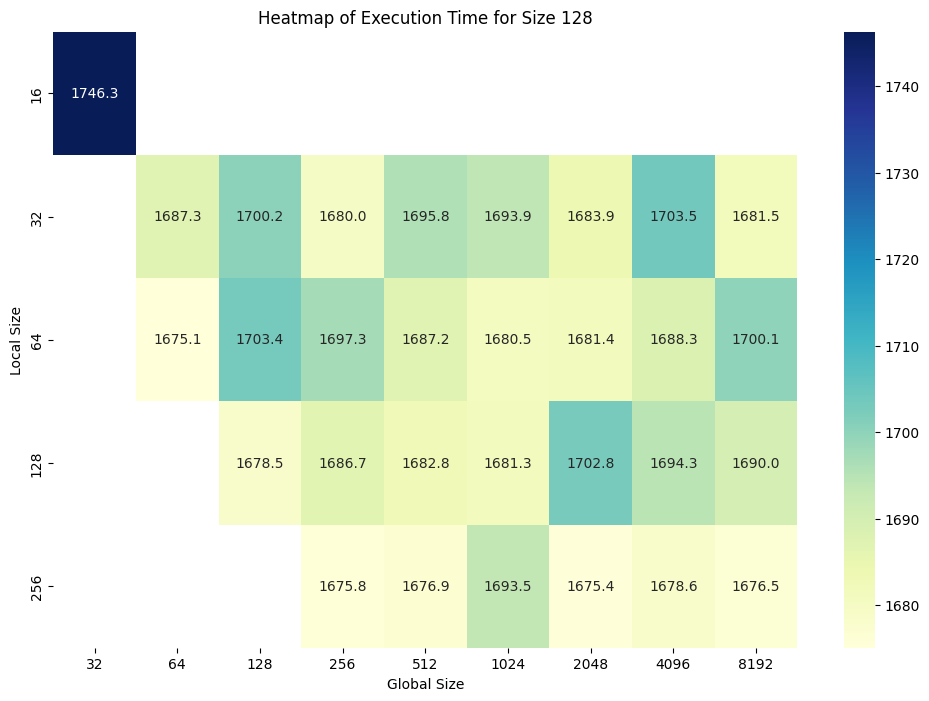 Heatmap of Execution Time for Size 128
Local Size
16 1746.3
32 1687.3 1700.2 1680.0 1695.8 1693.9 1683.9 1703.5 1681.5
64 1675.1 1703.4 1697.3 1687.2 1680.5 1681.4 1688.3 1700.1
128 1678.5 1686.7 1682.8 1681.3 1702.8 1694.3 1690.0
256 1675.8 1676.9 1693.5 1675.4 1678.6 1676.5
32 64 128 256 512 1024 2048 4096 8192
Global Size
1740
1730
1720
1710
1700
1690
1680